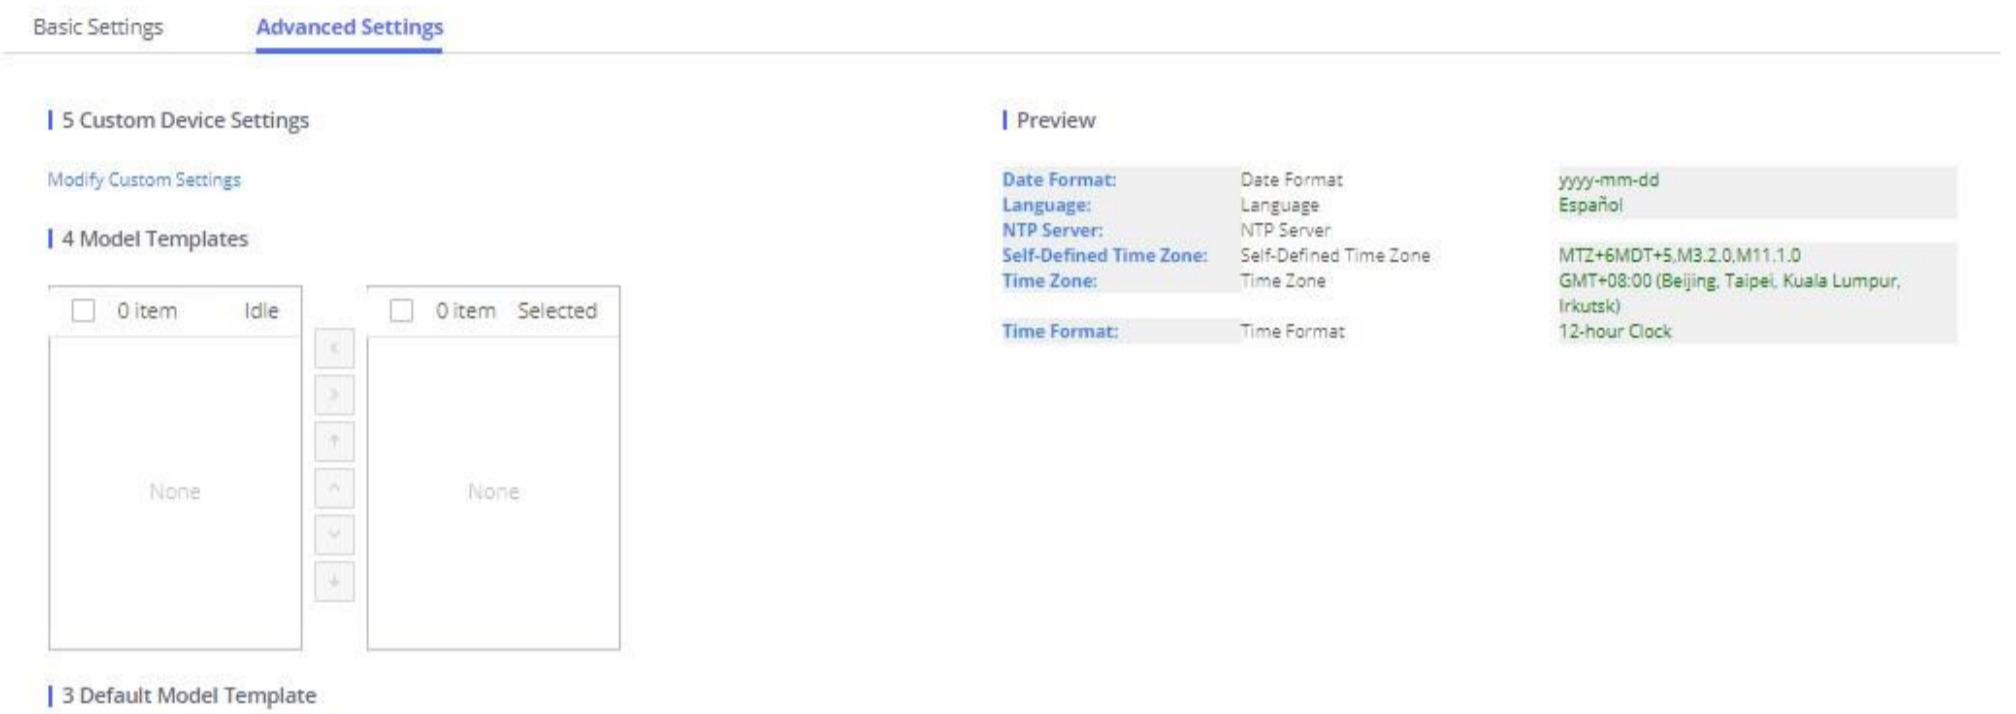 Basic Settings Advanced Settings
5 Custom Device Settings
Modify Custom Settings
4 Model Templates
0 item Idle
0 item Selected
None
None
3 Default Model Template
Preview
Date Format: Date Format yyyy-mm-dd
Language: Language Español
NTP Server: NTP Server
Self-Defined Time Zone: Self-Defined Time Zone MTZ+6MDT+5,M3.2.0,M11.1.0
Time Zone: Time Zone GMT+08:00 (Beijing, Taipei, Kuala Lumpur,
Irkutsk)
Time Format: Time Format 12-hour Clock